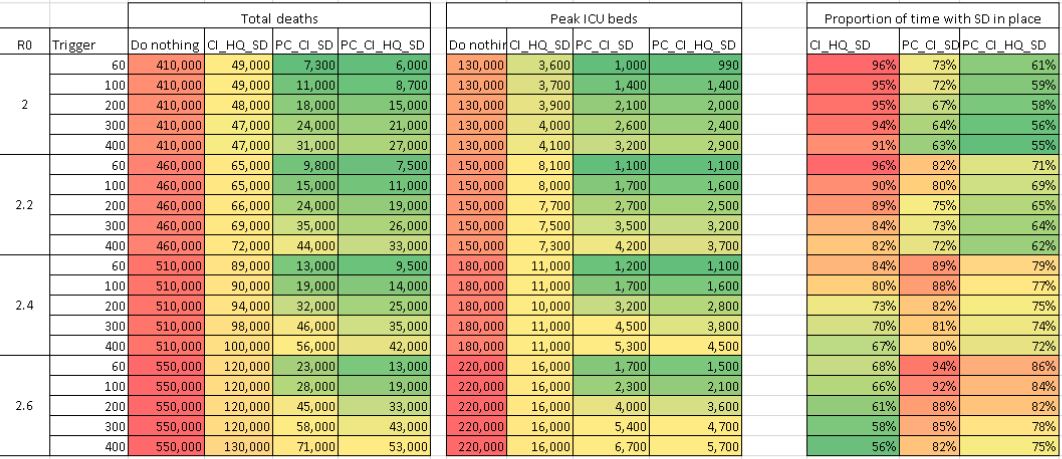 Total deaths Peak ICU beds Proportion of time with SD in place
R0 Trigger Do nothing CI_HQ_SD PC_CI_SD PC_CI_HQ_SD Do nothin CI_HQ_SD PC_CI_SD PC_CI_HQ_SD CI_HQ_SD PC_CI_SD PC_CI_HQ_SD
60 410,000 49,000 7,300 6,000 130,000 3,600 1,000 990 96% 73% 61%
100 410,000 49,000 11,000 8,700 130,000 3,700 1,400 1,400 95% 72% 59%
2 200 410,000 48,000 18,000 15,000 130,000 3,900 2,100 2,000 95% 67% 58%
300 410,000 47,000 24,000 21,000 130,000 4,000 2,600 2,400 94% 64% 56%
400 410,000 47,000 31,000 27,000 130,000 4,100 3,200 2,900 91% 63% 55%
60 460,000 65,000 9,800 7,500 150,000 8,100 1,100 1,100 96% 82% 71%
100 460,000 65,000 15,000 11,000 150,000 8,000 1,700 1,600 90% 80% 69%
2.2 200 460,000 66,000 24,000 19,000 150,000 7,700 2,700 2,500 89% 75% 65%
300 460,000 69,000 35,000 26,000 150,000 7,500 3,500 3,200 84% 73% 64%
400 460,000 72,000 44,000 33,000 150,000 7,300 4,200 3,700 82% 72% 62%
60 510,000 89,000 13,000 9,500 180,000 11,000 1,200 1,100 84% 89% 79%
100 510,000 90,000 19,000 14,000 180,000 11,000 1,700 1,600 80% 88% 77%
2.4 200 510,000 94,000 32,000 25,000 180,000 10,000 3,200 2,800 73% 82% 75%
300 510,000 98,000 46,000 35,000 180,000 11,000 4,500 3,800 70% 81% 74%
400 510,000 100,000 56,000 42,000 180,000 11,000 5,300 4,500 67% 80% 72%
60 550,000 120,000 23,000 13,000 220,000 16,000 1,700 1,500 68% 94% 86%
100 550,000 120,000 28,000 19,000 220,000 16,000 2,300 2,100 66% 92% 84%
2.6 200 550,000 120,000 45,000 33,000 220,000 16,000 4,000 3,600 61% 88% 82%
300 550,000 120,000 58,000 43,000 220,000 16,000 5,400 4,700 58% 85% 78%
400 550,000 130,000 71,000 53,000 220,000 16,000 6,700 5,700 56% 82% 75%